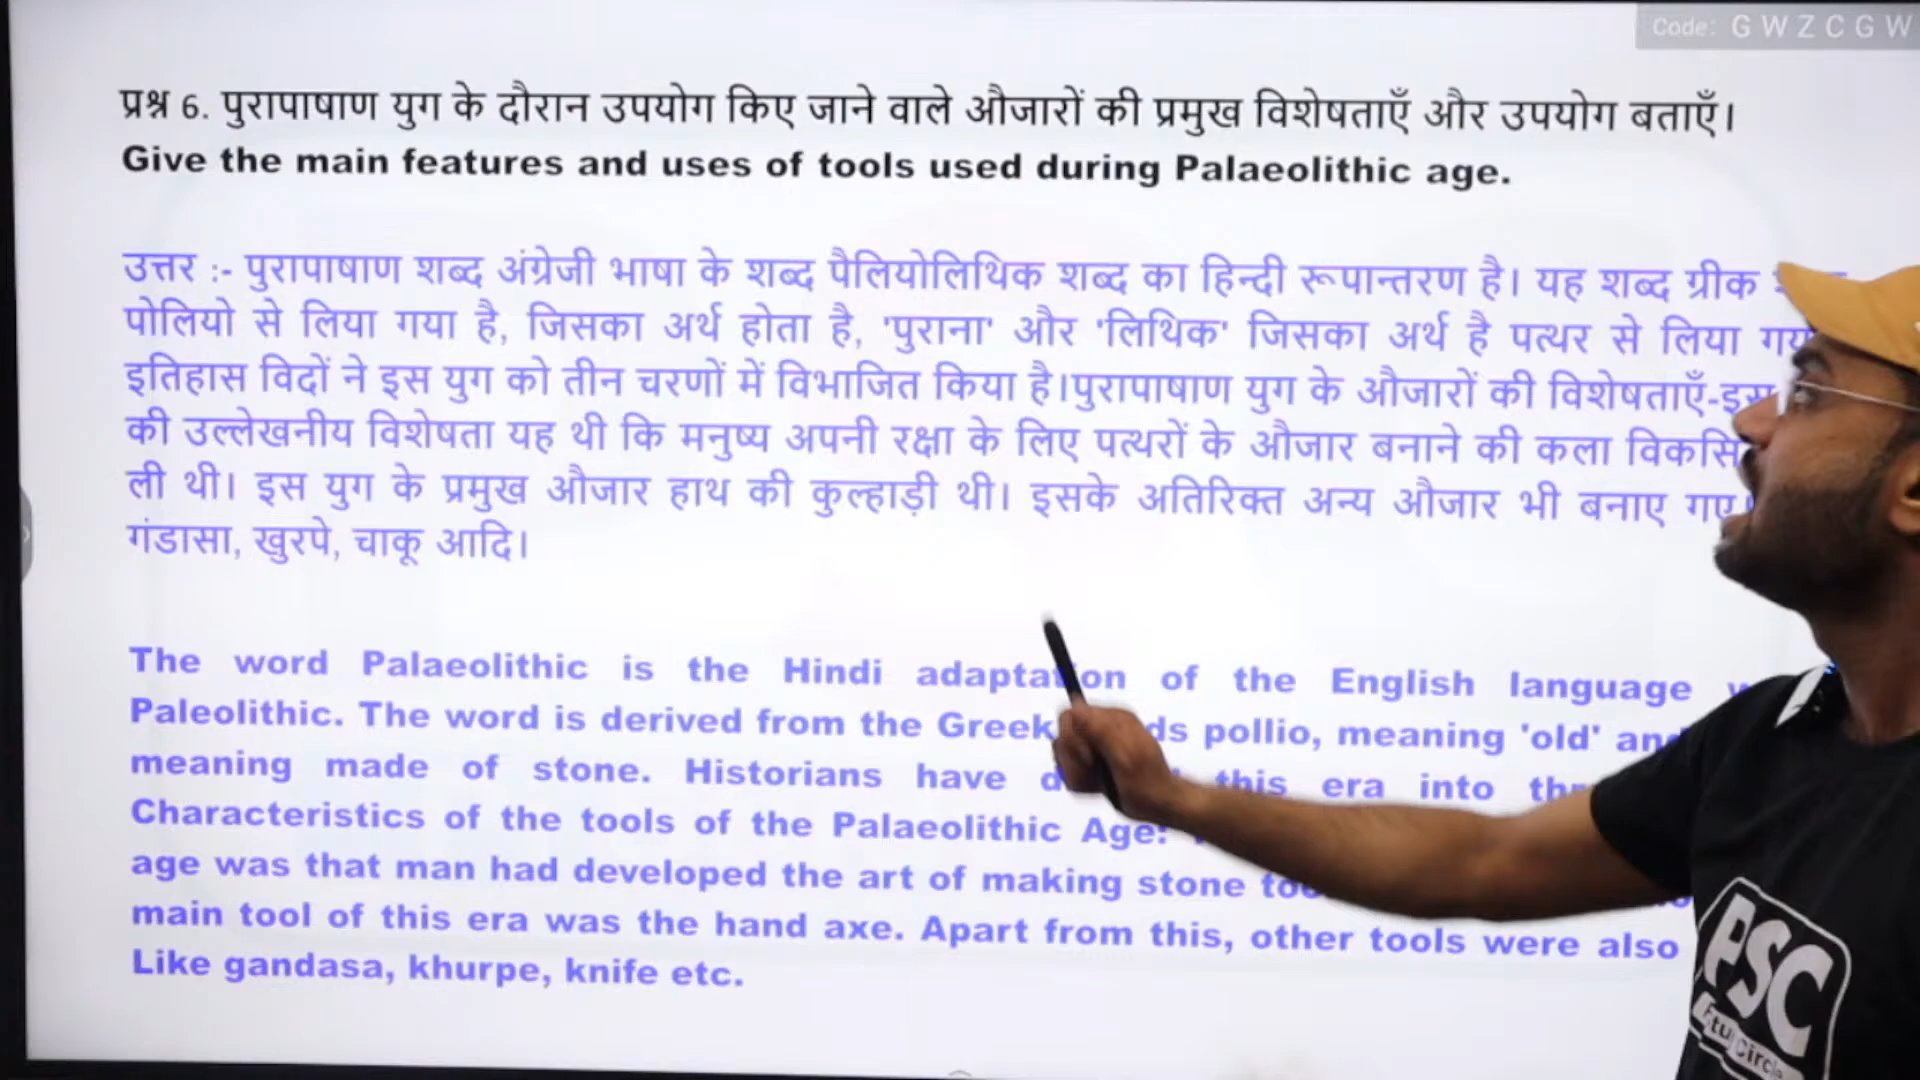 Code: G W Z C G W
प्रश्न 6. पुरापाषाण युग के दौरान उपयोग किए जाने वाले औजारों की प्रमुख विशेषताएँ और उपयोग बताएँ।
Give the main features and uses of tools used during Palaeolithic age.
उत्तर :- पुरापाषाण शब्द अंग्रेजी भाषा के शब्द पैलियोलिथिक शब्द का हिन्दी रूपान्तरण है। यह शब्द ग्रीक
पोलियो से लिया गया है, जिसका अर्थ होता है, 'पुराना' और 'लिथिक' जिसका अर्थ है पत्थर से लिया
इतिहास विदों ने इस युग को तीन चरणों में विभाजित किया है।पुरापाषाण युग के औजारों की विशेषताएँ-इस
की उल्लेखनीय विशेषता यह थी कि मनुष्य अपनी रक्षा के लिए पत्थरों के औजार बनाने की कला
ली थी। इस युग के प्रमुख औजार हाथ की कुल्हाड़ी थी। इसके अतिरिक्त अन्य औजार भी बनाए गए
गंडासा, खुरपे, चाकू आदि।
The word Palaeolithic is the Hindi adaptation of the English language
Paleolithic. The word is derived from the Greek pollio, meaning 'old'
meaning made of stone. Historians have this era into
Characteristics of the tools of the Palaeolithic Age:
age was that man had developed the art of making stone
main tool of this era was the hand axe. Apart from this, other tools were also
Like gandasa, khurpe, knife etc.
PSC
Study Circle